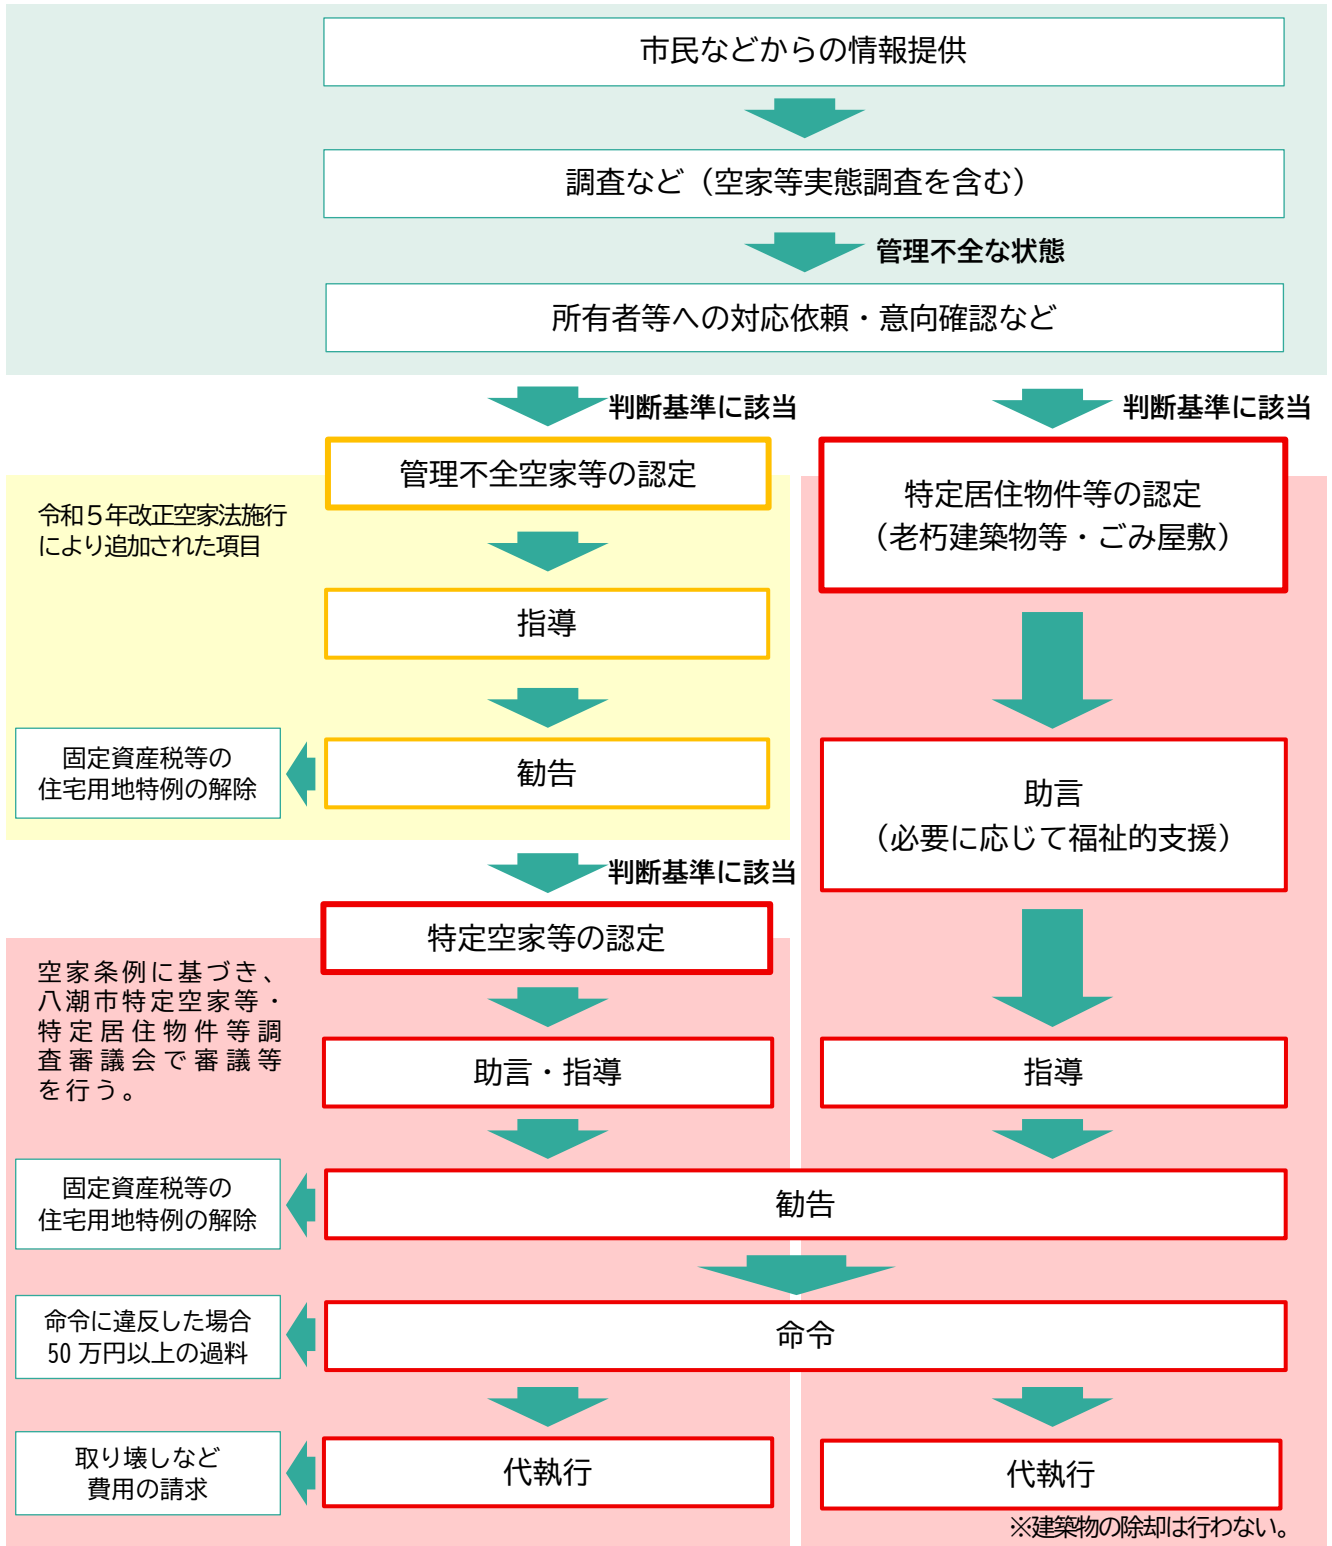 市民などからの情報提供
調査など（空家等実態調査を含む）
管理不全な状態
所有者等への対応依頼・意向確認など
判断基準に該当
判断基準に該当
管理不全空家等の認定
令和５年改正空家法施行
により追加された項目
指導
勧告
固定資産税等の
住宅用地特例の解除
判断基準に該当
特定空家等の認定
空家条例に基づき、
八潮市特定空家等・
特定居住物件等調
査審議会で審議等
を行う。
助言・指導
特定居住物件等の認定
（老朽建築物等・ごみ屋敷）
助言
（必要に応じて福祉的支援）
指導
勧告
固定資産税等の
住宅用地特例の解除
命令
命令に違反した場合
50 万円以上の過料
代執行
取り壊しなど
費用の請求
代執行
※建築物の除却は行わない。